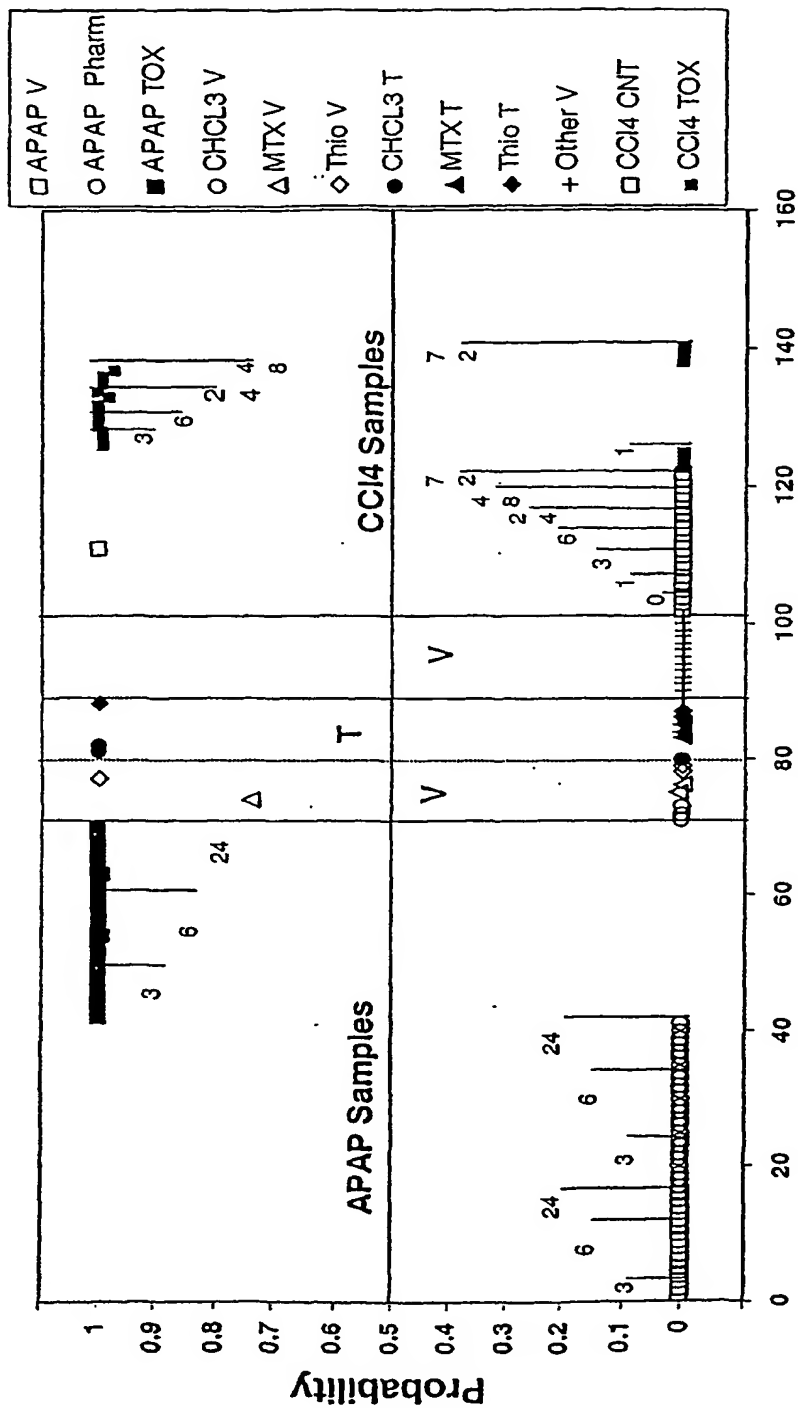 □ APAP V
○ APAP Pharm
■ APAP TOX
○ CHCL3 V
△ MTX V
◇ Thio V
● CHCL3 T
▲ MTX T
◆ Thio T
+ Other V
□ CCl4 CNT
■ CCl4 TOX
Probability
1
0.9
0.8
0.7
0.6
0.5
0.4
0.3
0.2
0.1
0
3
6
24
3
6
2
4
4
8
APAP Samples
T
CCl4 Samples
V
V
3
6
24
3
6
24
0
1
3
6
2
4
4
8
7
2
1
7
2
0
20
40
60
80
100
120
140
160